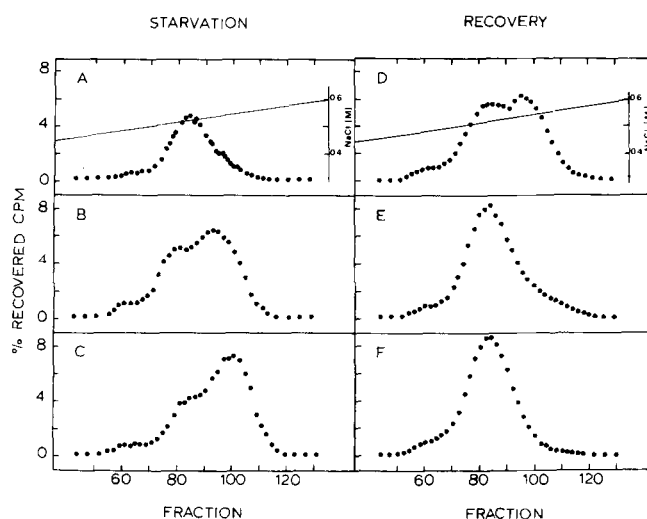 STARVATION
RECOVERY
A
D
8
4
0
0.6
0.4
NaCl [M]
0.6
0.4
NaCl [M]
B
E
8
4
0
C
F
8
4
0
% RECOVERED CPM
60 80 100 120
60 80 100 120
FRACTION
FRACTION